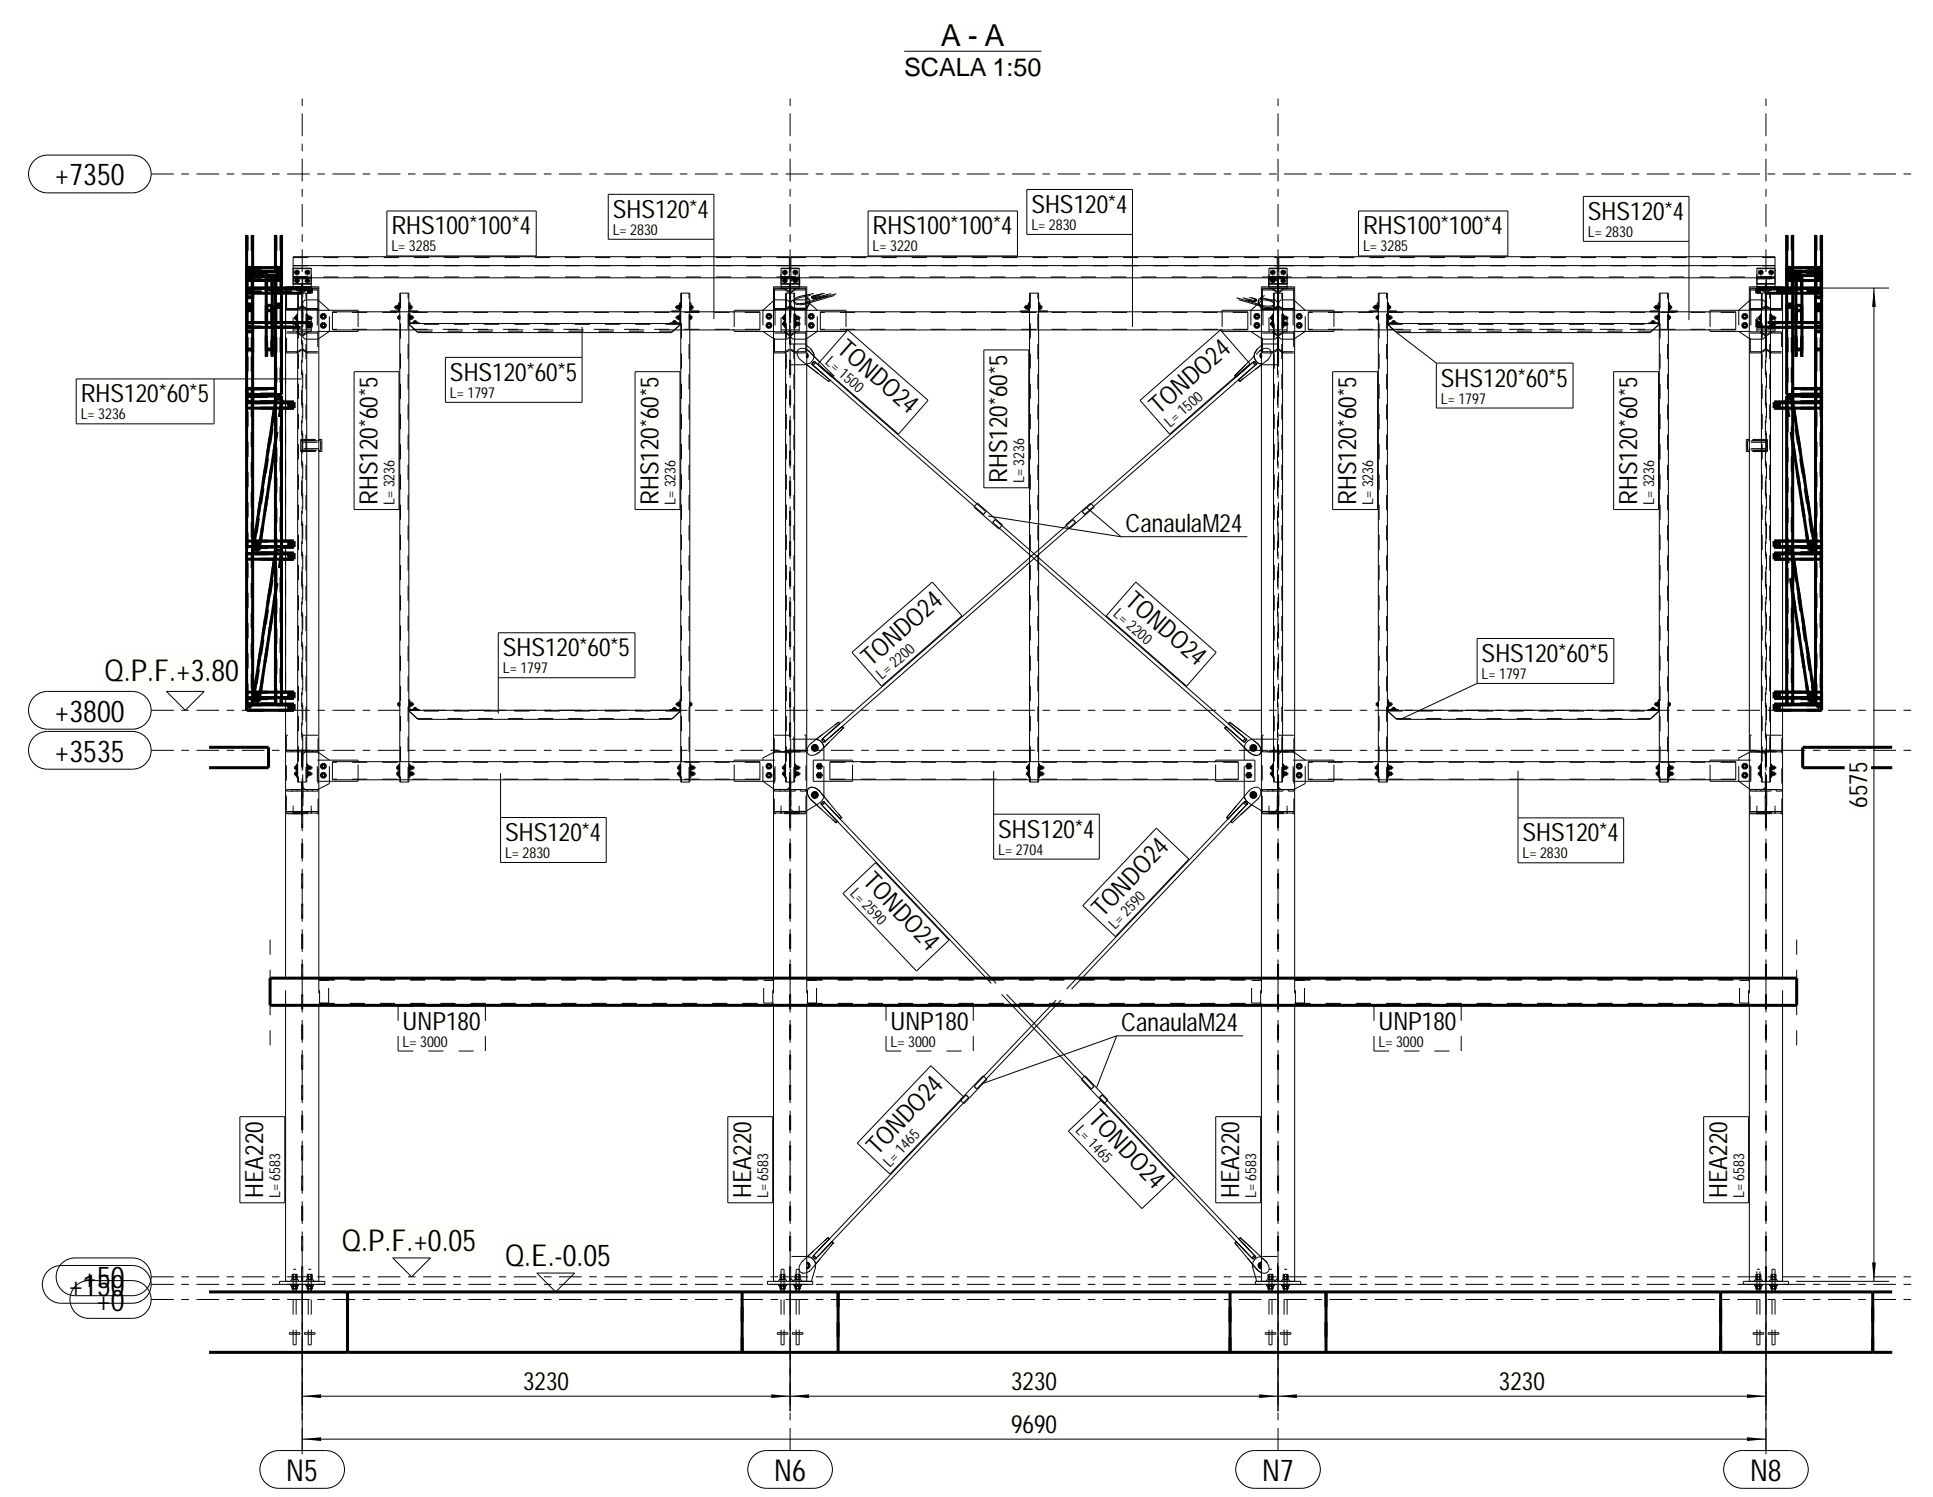 A - A
SCALA 1:50
+7350
RHS100*100*4
L= 3285
SHS120*4
L= 2830
RHS100*100*4
L= 3220
SHS120*4
L= 2830
RHS100*100*4
L= 3285
SHS120*4
L= 2830
RHS120*60*5
L= 3236
RHS120*60*5
L= 3236
SHS120*60*5
L= 1797
RHS120*60*5
L= 3236
TONDO24
L= 1500
RHS120*60*5
L= 3236
TONDO24
L= 1500
RHS120*60*5
L= 3236
SHS120*60*5
L= 1797
RHS120*60*5
L= 3236
CanaulaM24
TONDO24
L= 2200
TONDO24
L= 2200
SHS120*60*5
L= 1797
SHS120*60*5
L= 1797
Q.P.F.+3.80
+3800
+3535
6575
SHS120*4
L= 2830
SHS120*4
L= 2704
SHS120*4
L= 2830
TONDO24
L= 2590
TONDO24
L= 2590
UNP180
L= 3000
UNP180
L= 3000
CanaulaM24
UNP180
L= 3000
TONDO24
L= 1465
TONDO24
L= 1465
HEA220
L= 6583
HEA220
L= 6583
HEA220
L= 6583
HEA220
L= 6583
Q.P.F.+0.05
Q.E.-0.05
+50
+0
3230
3230
3230
9690
N5
N6
N7
N8